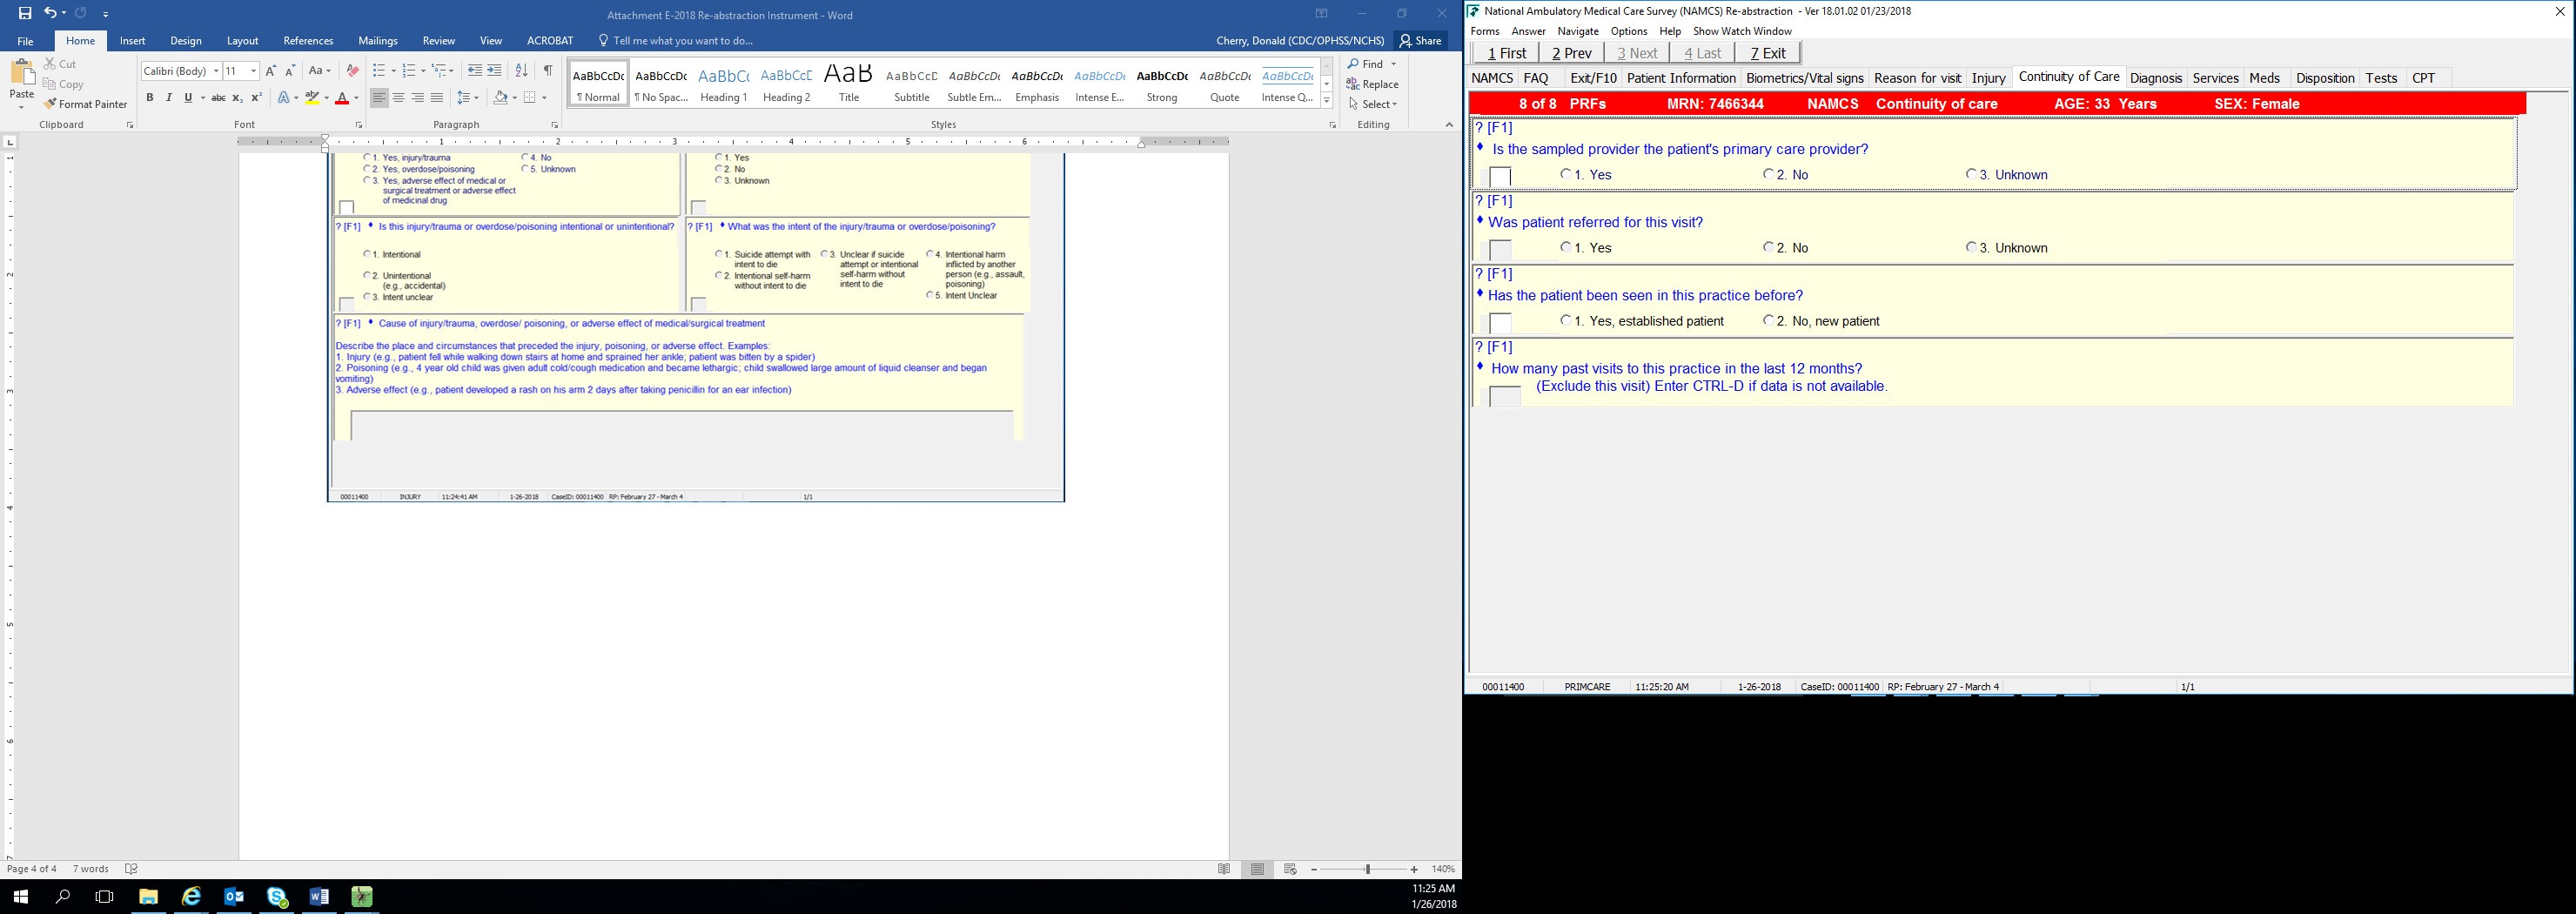 Attachment E-2018 Re-abstraction Instrument - Word
File Home Insert Design Layout References Mailings Review View ACROBAT Tell me what you want to do... Cherry, Donald (CDC/OPHSS/NCHS) Share
Paste Cut Copy Format Painter
Calibri (Body) 11
AaBbCcDc AaBbCcDc AaBbCc AaBbCcD AaB AaBbCcD AaBbCcDc AaBbCcDc AaBbCcDc AaBbCcDc AaBbCcDc AaBbCcDc
¶ Normal ¶ No Spac... Heading 1 Heading 2 Title Subtitle Subtle Em... Emphasis Intense E... Strong Quote Intense Q...
Find Replace Select
Clipboard Font Paragraph Styles Editing
1. Yes, injury/trauma
2. Yes, overdose/poisoning
3. Yes, adverse effect of medical or
surgical treatment or adverse effect
of medicinal drug
4. No
5. Unknown
1. Yes
2. No
3. Unknown
? [F1] ♦ Is this injury/trauma or overdose/poisoning intentional or unintentional?
1. Intentional
2. Unintentional
(e.g., accidental)
3. Intent unclear
? [F1] ♦ What was the intent of the injury/trauma or overdose/poisoning?
1. Suicide attempt with
intent to die
2. Intentional self-harm
without intent to die
3. Unclear if suicide
attempt or intentional
self-harm without
intent to die
4. Intentional harm
inflicted by another
person (e.g., assault,
poisoning)
5. Intent Unclear
? [F1] ♦ Cause of injury/trauma, overdose/ poisoning, or adverse effect of medical/surgical treatment
Describe the place and circumstances that preceded the injury, poisoning, or adverse effect. Examples:
1. Injury (e.g., patient fell while walking down stairs at home and sprained her ankle; patient was bitten by a spider)
2. Poisoning (e.g., 4 year old child was given adult cold/cough medication and became lethargic; child swallowed large amount of liquid cleanser and began
vomiting)
3. Adverse effect (e.g., patient developed a rash on his arm 2 days after taking penicillin for an ear infection)
00011400 INJURY 11:24:41 AM 1-26-2018 CaseID: 00011400 RP: February 27 - March 4 1/1
Page 4 of 4 7 words 140%
11:25 AM
1/26/2018
National Ambulatory Medical Care Survey (NAMCS) Re-abstraction - Ver 18.01.02 01/23/2018
Forms Answer Navigate Options Help Show Watch Window
1 First 2 Prev 3 Next 4 Last 7 Exit
NAMCS FAQ Exit/F10 Patient Information Biometrics/Vital signs Reason for visit Injury Continuity of Care Diagnosis Services Meds Disposition Tests CPT
8 of 8 PRFs MRN: 7466344 NAMCS Continuity of care AGE: 33 Years SEX: Female
? [F1]
♦ Is the sampled provider the patient's primary care provider?
1. Yes 2. No 3. Unknown
? [F1]
♦ Was patient referred for this visit?
1. Yes 2. No 3. Unknown
? [F1]
♦ Has the patient been seen in this practice before?
1. Yes, established patient 2. No, new patient
? [F1]
♦ How many past visits to this practice in the last 12 months?
(Exclude this visit) Enter CTRL-D if data is not available.
00011400 PRIMCARE 11:25:20 AM 1-26-2018 CaseID: 00011400 RP: February 27 - March 4 1/1